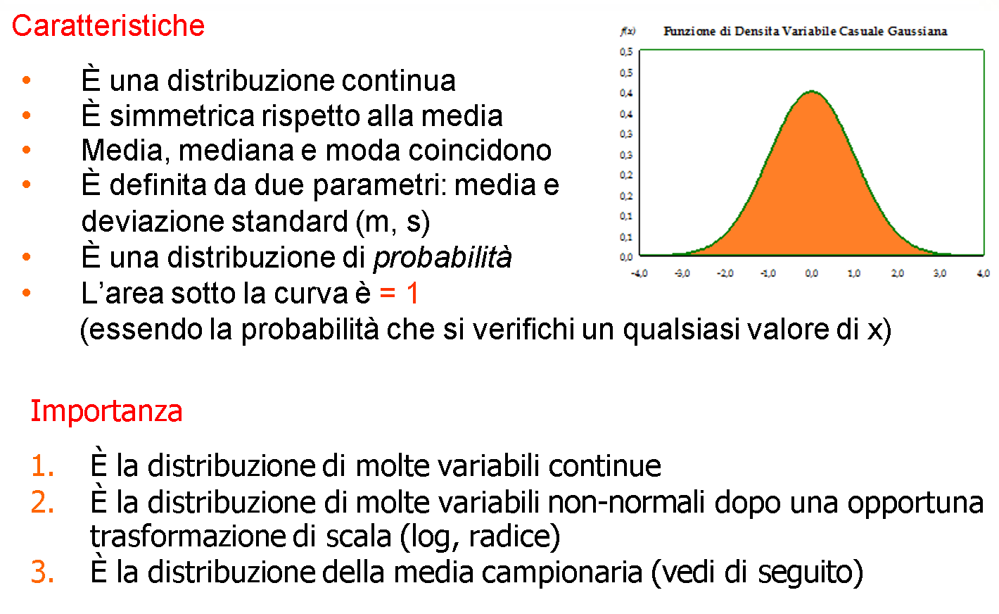 Caratteristiche
• È una distribuzione continua
• È simmetrica rispetto alla media
• Media, mediana e moda coincidono
• È definita da due parametri: media e
deviazione standard (m, s)
• È una distribuzione di probabilità
• L’area sotto la curva è = 1
(essendo la probabilità che si verifichi un qualsiasi valore di x)
f(x) Funzione di Densita Variabile Casuale Gaussiana
0,5
0,5
0,4
0,4
0,3
0,3
0,2
0,2
0,1
0,1
0,0
-4,0 -3,0 -2,0 -1,0 0,0 1,0 2,0 3,0 4,0
Importanza
1. È la distribuzione di molte variabili continue
2. È la distribuzione di molte variabili non-normali dopo una opportuna
trasformazione di scala (log, radice)
3. È la distribuzione della media campionaria (vedi di seguito)